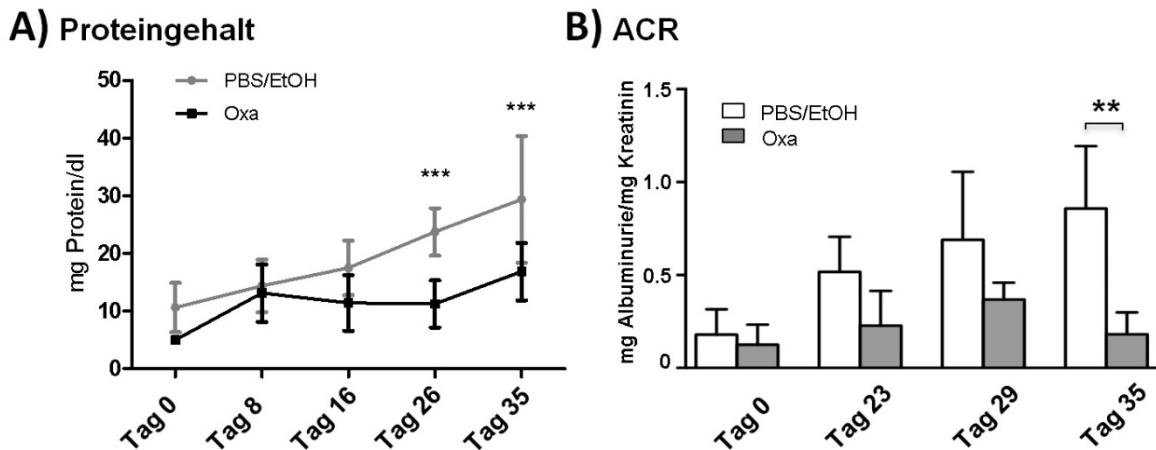 A) Proteingehalt
mg Protein/dl
50
40
30
20
10
0
PBS/EtOH
Oxa
***
***
Tag 0
Tag 8
Tag 16
Tag 26
Tag 35
B) ACR
mg Albuminurie/mg Kreatinin
1.5
1.0
0.5
0
PBS/EtOH
Oxa
**
Tag 0
Tag 23
Tag 29
Tag 35